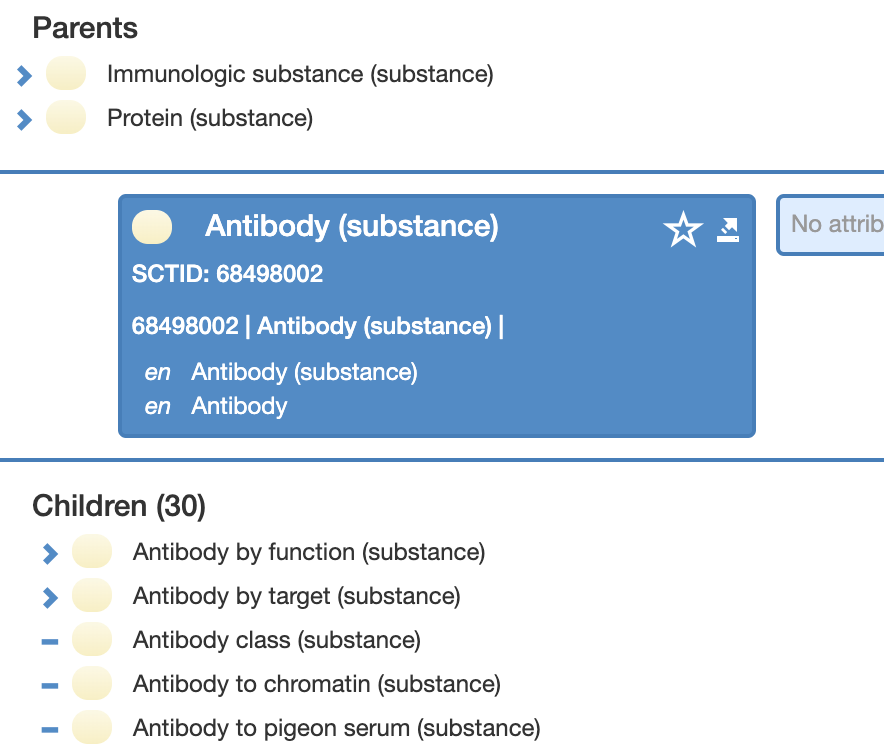 Parents
Immunologic substance (substance)
Protein (substance)
Antibody (substance)
No attrib
SCTID: 68498002
68498002 | Antibody (substance) |
en Antibody (substance)
en Antibody
Children (30)
Antibody by function (substance)
Antibody by target (substance)
Antibody class (substance)
Antibody to chromatin (substance)
Antibody to pigeon serum (substance)